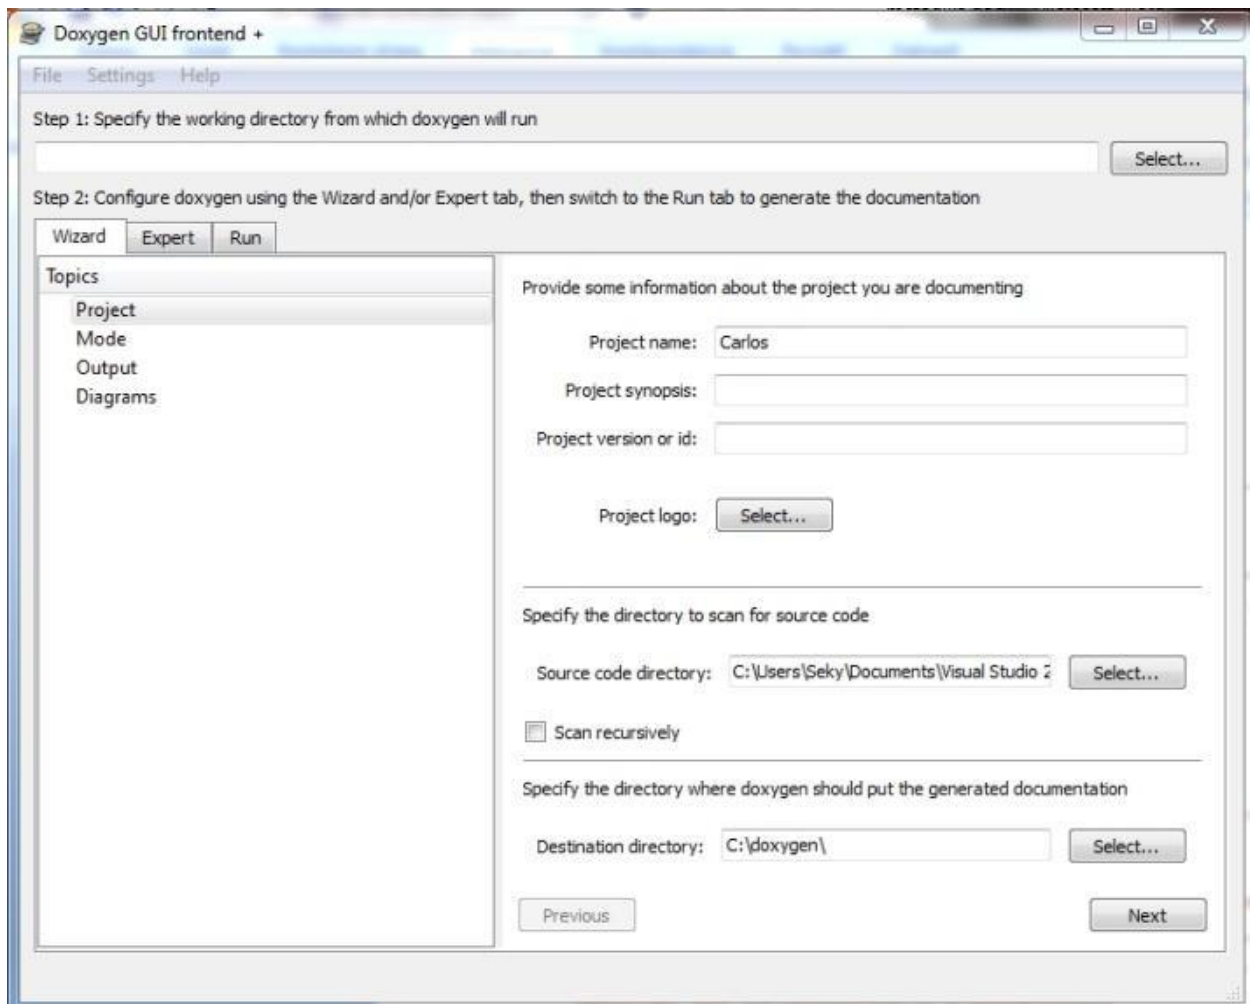 Doxygen GUI frontend +
File Settings Help
Step 1: Specify the working directory from which doxygen will run
Select...
Step 2: Configure doxygen using the Wizard and/or Expert tab, then switch to the Run tab to generate the documentation
Wizard Expert Run
Topics
Project
Mode
Output
Diagrams
Provide some information about the project you are documenting
Project name: Carlos
Project synopsis:
Project version or id:
Project logo: Select...
Specify the directory to scan for source code
Source code directory: C:\Users\Seky\Documents\Visual Studio 2 Select...
Scan recursively
Specify the directory where doxygen should put the generated documentation
Destination directory: C:\doxygen\ Select...
Previous Next